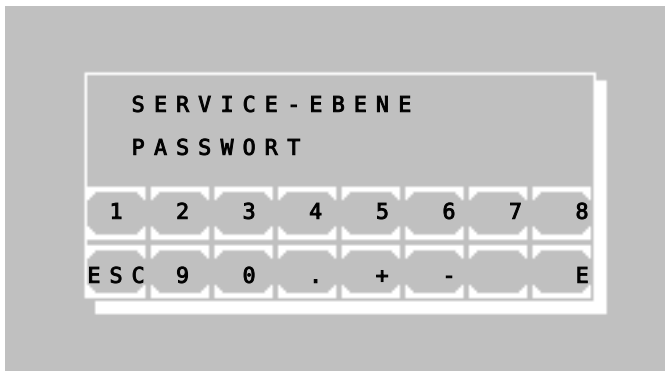 SERVICE-EBENE
PASSWORT
1 2 3 4 5 6 7 8
ESC 9 0 . + - E